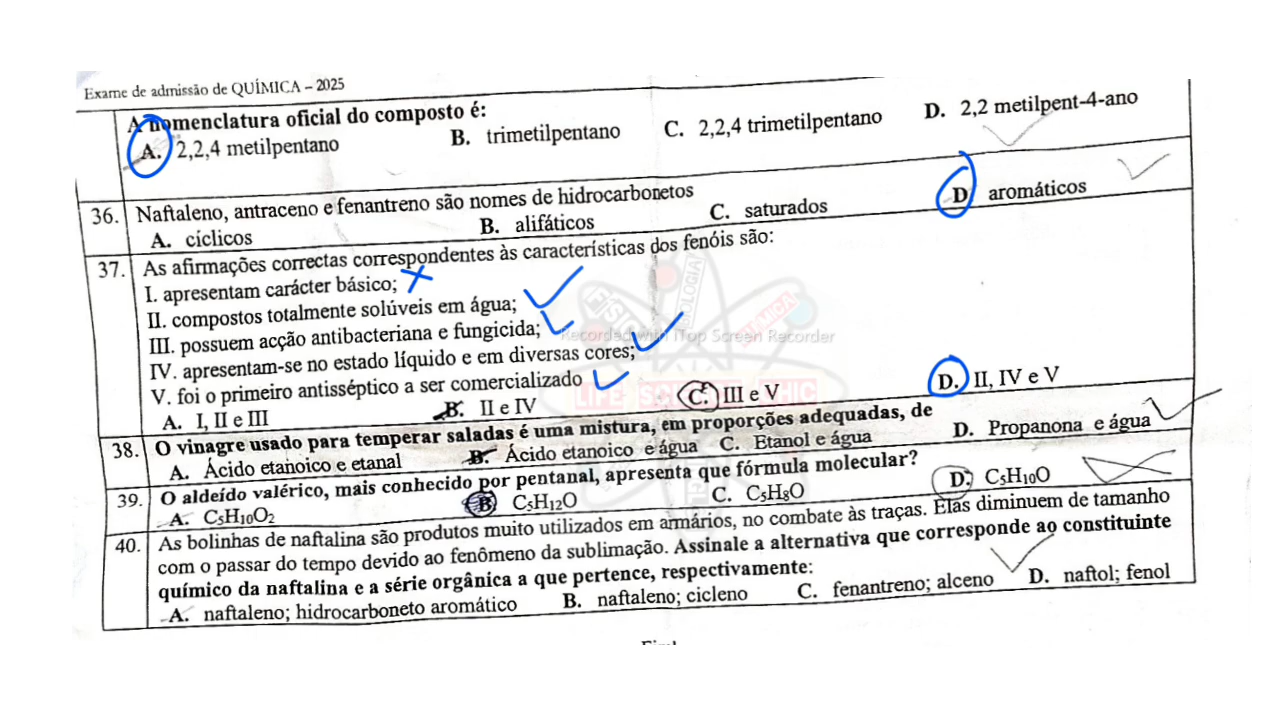 Exame de admissão de QUÍMICA – 2025
A nomenclatura oficial do composto é:
A. 2,2,4 metilpentano B. trimetilpentano C. 2,2,4 trimetilpentano D. 2,2 metilpent-4-ano
36. Naftaleno, antraceno e fenantreno são nomes de hidrocarbonetos
A. cíclicos B. alifáticos C. saturados D aromáticos
37. As afirmações correctas correspondentes às características dos fenóis são:
I. apresentam carácter básico;
II. compostos totalmente solúveis em água;
III. possuem acção antibacteriana e fungicida;
IV. apresentam-se no estado líquido e em diversas cores;
V. foi o primeiro antisséptico a ser comercializado
A. I, II e III B. II e IV C. III e V D. II, IV e V
38. O vinagre usado para temperar saladas é uma mistura, em proporções adequadas, de
A. Ácido etanoico e etanal B. Ácido etanoico e água C. Etanol e água D. Propanona e água
39. O aldeído valérico, mais conhecido por pentanal, apresenta que fórmula molecular?
A. C5H10O2 B C5H12O C. C5H8O D. C5H10O
40. As bolinhas de naftalina são produtos muito utilizados em armários, no combate às traças. Elas diminuem de tamanho
com o passar do tempo devido ao fenômeno da sublimação. Assinale a alternativa que corresponde ao constituinte
químico da naftalina e a série orgânica a que pertence, respectivamente:
A. naftaleno; hidrocarboneto aromático B. naftaleno; cicleno C. fenantreno; alceno D. naftol; fenol
Recorded with iTop Screen Recorder
BIOLOGIA
QUÍMICA